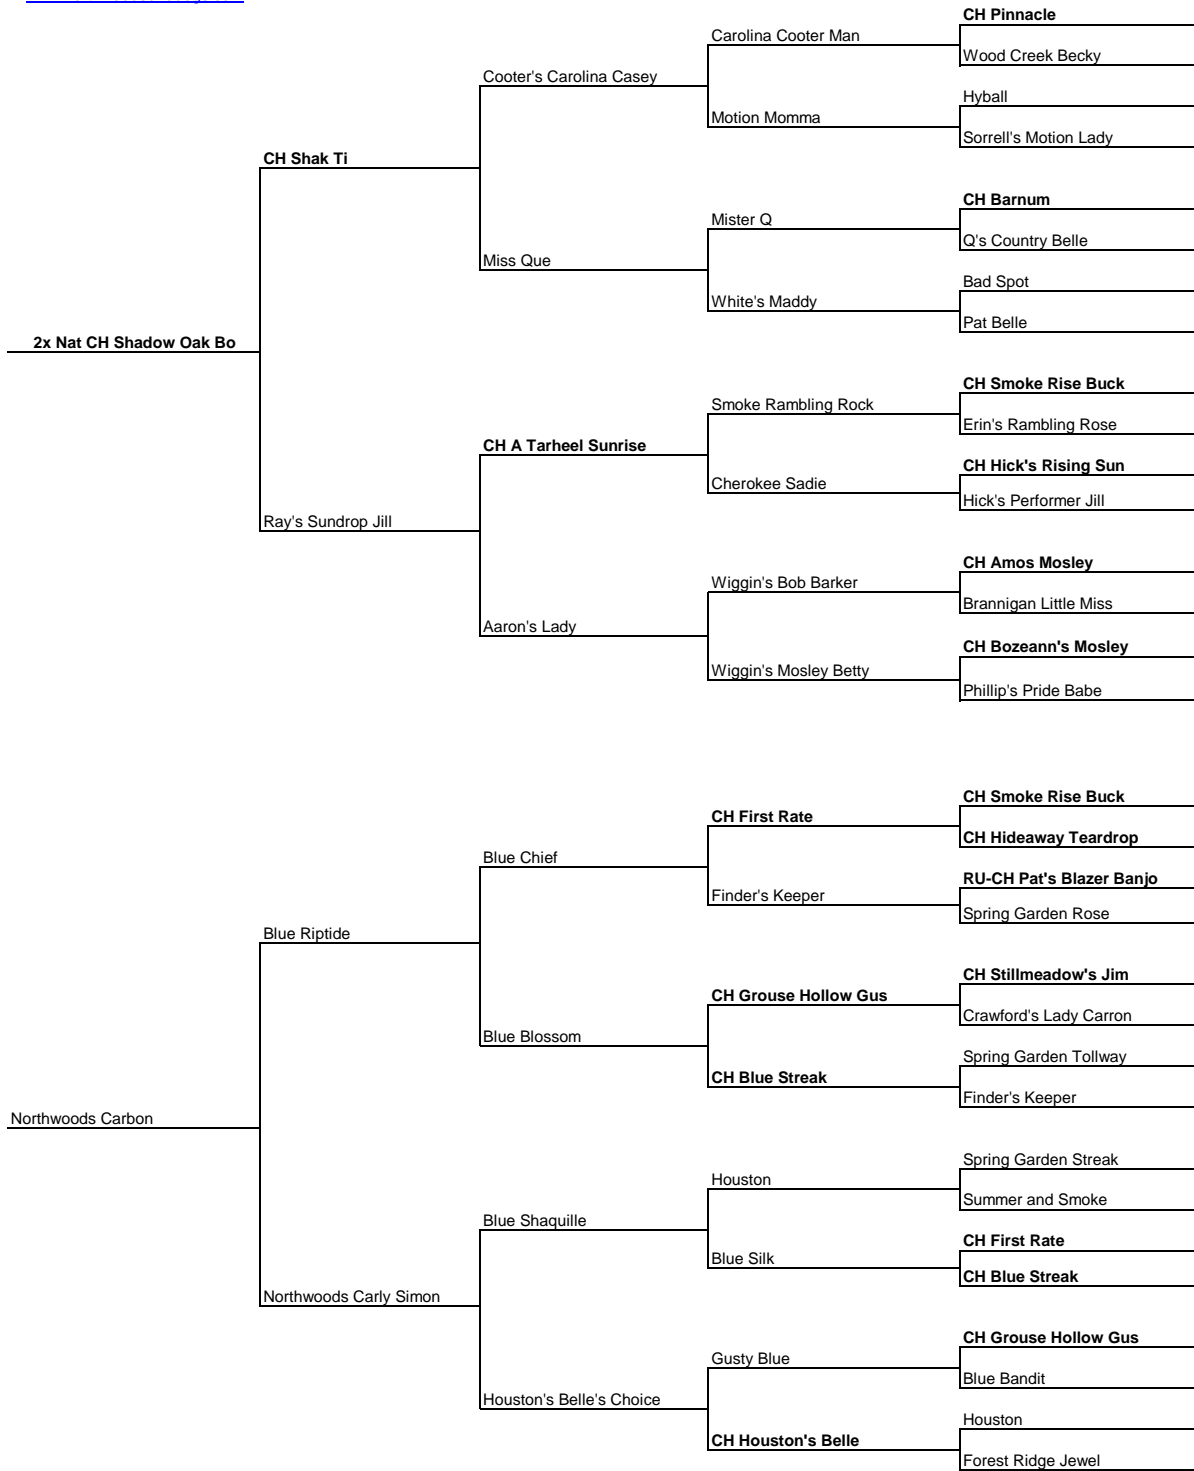 CH Pinnacle
Carolina Cooter Man
Wood Creek Becky
Cooter's Carolina Casey
Hyball
Motion Momma
Sorrell's Motion Lady
CH Shak Ti
CH Barnum
Mister Q
Q's Country Belle
Miss Que
Bad Spot
White's Maddy
Pat Belle
2x Nat CH Shadow Oak Bo
CH Smoke Rise Buck
Smoke Rambling Rock
Erin's Rambling Rose
CH A Tarheel Sunrise
CH Hick's Rising Sun
Cherokee Sadie
Hick's Performer Jill
Ray's Sundrop Jill
CH Amos Mosley
Wiggin's Bob Barker
Brannigan Little Miss
Aaron's Lady
CH Bozeann's Mosley
Wiggin's Mosley Betty
Phillip's Pride Babe
CH Smoke Rise Buck
CH First Rate
CH Hideaway Teardrop
Blue Chief
RU-CH Pat's Blazer Banjo
Finder's Keeper
Spring Garden Rose
Blue Riptide
CH Stillmeadow's Jim
CH Grouse Hollow Gus
Crawford's Lady Carron
Blue Blossom
Spring Garden Tollway
CH Blue Streak
Finder's Keeper
Northwoods Carbon
Spring Garden Streak
Houston
Summer and Smoke
Blue Shaquille
CH First Rate
Blue Silk
CH Blue Streak
Northwoods Carly Simon
CH Grouse Hollow Gus
Gusty Blue
Blue Bandit
Houston's Belle's Choice
Houston
CH Houston's Belle
Forest Ridge Jewel